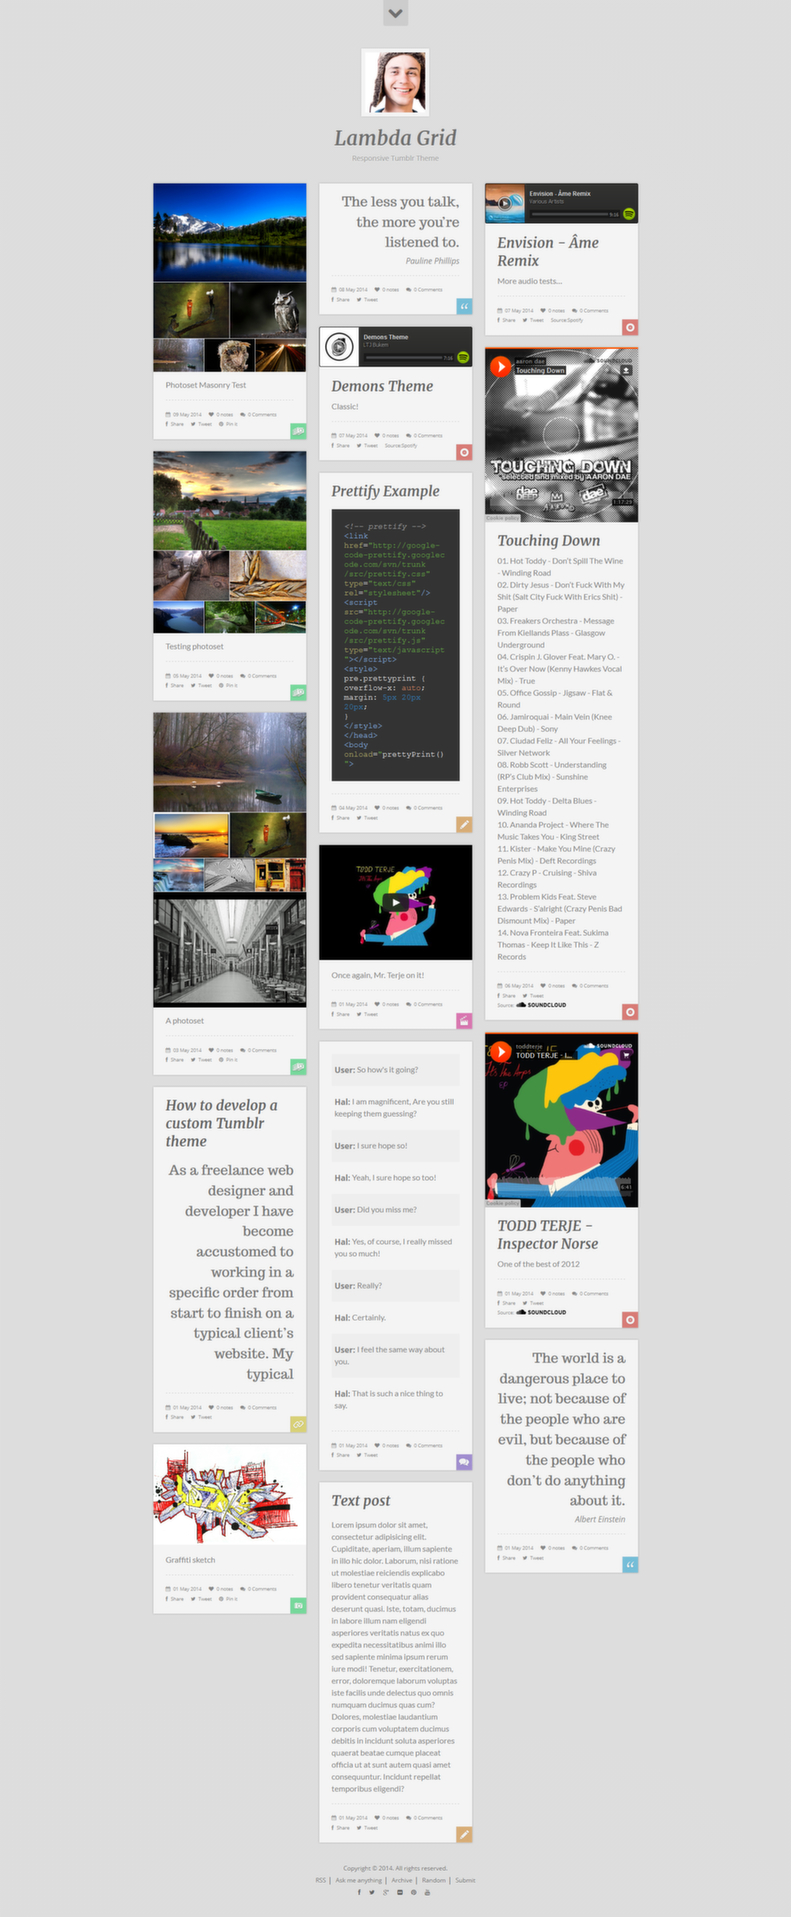 Lambda Grid
Responsive Tumblr Theme
Photoset Masonry Test
09 May 2014 0 notes 0 Comments
Share Tweet Pin it
Testing photoset
05 May 2014 0 notes 0 Comments
Share Tweet Pin it
A photoset
03 May 2014 0 notes 0 Comments
Share Tweet Pin it
How to develop a
custom Tumblr
theme
As a freelance web
designer and
developer I have
become
accustomed to
working in a
specific order from
start to finish on a
typical client's
website. My
typical
01 May 2014 0 notes 0 Comments
Share Tweet
Graffiti sketch
01 May 2014 0 notes 0 Comments
Share Tweet Pin it
The less you talk,
the more you're
listened to.
Pauline Phillips
08 May 2014 0 notes 0 Comments
Share Tweet
Demons Theme
LTJ Bukem
Demons Theme
Classic!
07 May 2014 0 notes 0 Comments
Share Tweet Source: Spotify
Prettify Example
<!-- prettify -->
<link
href="http://google-
code-prettify.googlec
ode.com/svn/trunk
/src/prettify.css"
type="text/css"
rel="stylesheet"/>
<script
src="http://google-
code-prettify.googlec
ode.com/svn/trunk
/src/prettify.js"
type="text/javascript
"></script>
<style>
pre.prettyprint {
overflow-x: auto;
margin: 5px 20px
20px;
}
</style>
</head>
<body
onload="prettyPrint()
">
04 May 2014 0 notes 0 Comments
Share Tweet
TODD TERJE
Once again, Mr. Terje on it!
01 May 2014 0 notes 0 Comments
Share Tweet
User: So how's it going?
Hal: I am magnificent, Are you still
keeping them guessing?
User: I sure hope so!
Hal: Yeah, I sure hope so too!
User: Did you miss me?
Hal: Yes, of course, I really missed
you so much!
User: Really?
Hal: Certainly.
User: I feel the same way about
you.
Hal: That is such a nice thing to
say.
01 May 2014 0 notes 0 Comments
Share Tweet
Text post
Lorem ipsum dolor sit amet,
consectetur adipisicing elit.
Cupiditate, aperiam, illum sapiente
in illo hic dolor. Laborum, nisi ratione
ut molestiae reiciendis explicabo
libero tenetur veritatis quam
provident consequatur alias
deserunt quasi. Iste, totam, ducimus
in labore illum nam eligendi
asperiores veritatis natus ex quo
expedita necessitatibus animi illo
sed sapiente minima ipsum rerum
iure modi! Tenetur, exercitationem,
error, doloremque laborum voluptas
iste facilis unde delectus quo omnis
numquam ducimus quas cum?
Dolores, molestiae laudantium
corporis cum voluptatem ducimus
debitis in incidunt soluta asperiores
quaerat beatae cumque placeat
officia ut at sunt autem quasi amet
consequuntur. Incidunt repellat
temporibus eligendi?
01 May 2014 0 notes 0 Comments
Share Tweet
Envision - Âme Remix
Various Artists
Envision - Âme
Remix
More audio tests...
07 May 2014 0 notes 0 Comments
Share Tweet Source: Spotify
aaron dae
SOUNDCLOUD
Touching Down
TOUCHING DOWN
selected and mixed by AARON DAE
dae
dae
1:17:29
Cookie policy
Touching Down
01. Hot Toddy - Don't Spill The Wine
- Winding Road
02. Dirty Jesus - Don't Fuck With My
Shit (Salt City Fuck With Erics Shit) -
Paper
03. Freakers Orchestra - Message
From Kiellands Plass - Glasgow
Underground
04. Crispin J. Glover Feat. Mary O. -
It's Over Now (Kenny Hawkes Vocal
Mix) - True
05. Office Gossip - Jigsaw - Flat &
Round
06. Jamiroquai - Main Vein (Knee
Deep Dub) - Sony
07. Ciudad Feliz - All Your Feelings -
Silver Network
08. Robb Scott - Understanding
(RP's Club Mix) - Sunshine
Enterprises
09. Hot Toddy - Delta Blues -
Winding Road
10. Ananda Project - Where The
Music Takes You - King Street
11. Kister - Make You Mine (Crazy
Penis Mix) - Deft Recordings
12. Crazy P - Cruising - Shiva
Recordings
13. Problem Kids Feat. Steve
Edwards - S'alright (Crazy Penis Bad
Dismount Mix) - Paper
14. Nova Fronteira Feat. Sukima
Thomas - Keep It Like This - Z
Records
06 May 2014 0 notes 0 Comments
Share Tweet
Source: SOUNDCLOUD
toddterje
SOUNDCLOUD
TODD TERJE - I...
It's the Arps
EP
6:41
Cookie policy
TODD TERJE -
Inspector Norse
One of the best of 2012
01 May 2014 0 notes 0 Comments
Share Tweet
Source: SOUNDCLOUD
The world is a
dangerous place to
live; not because of
the people who are
evil, but because of
the people who
don't do anything
about it.
Albert Einstein
01 May 2014 0 notes 0 Comments
Share Tweet
Copyright © 2014. All rights reserved.
RSS | Ask me anything | Archive | Random | Submit